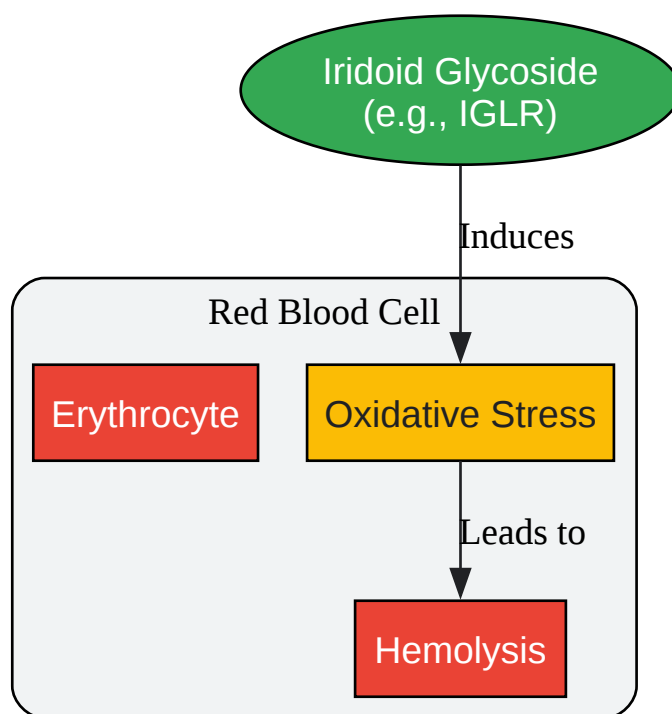 Iridoid Glycoside
(e.g., IGLR)
Induces
Red Blood Cell
Erythrocyte
Oxidative Stress
Leads to
Hemolysis